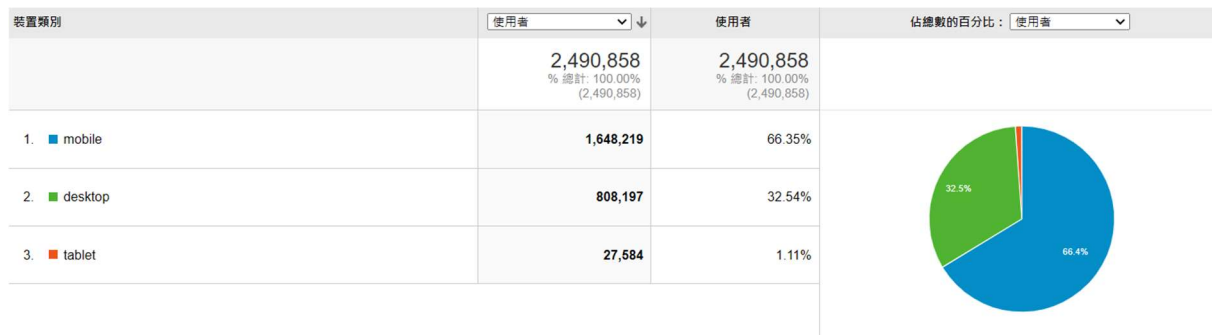 裝置類別 使用者 使用者 佔總數的百分比： 使用者
2,490,858 2,490,858
% 總計: 100.00% % 總計: 100.00%
(2,490,858) (2,490,858)
1. mobile 1,648,219 66.35%
2. desktop 808,197 32.54%
3. tablet 27,584 1.11%
32.5%
66.4%